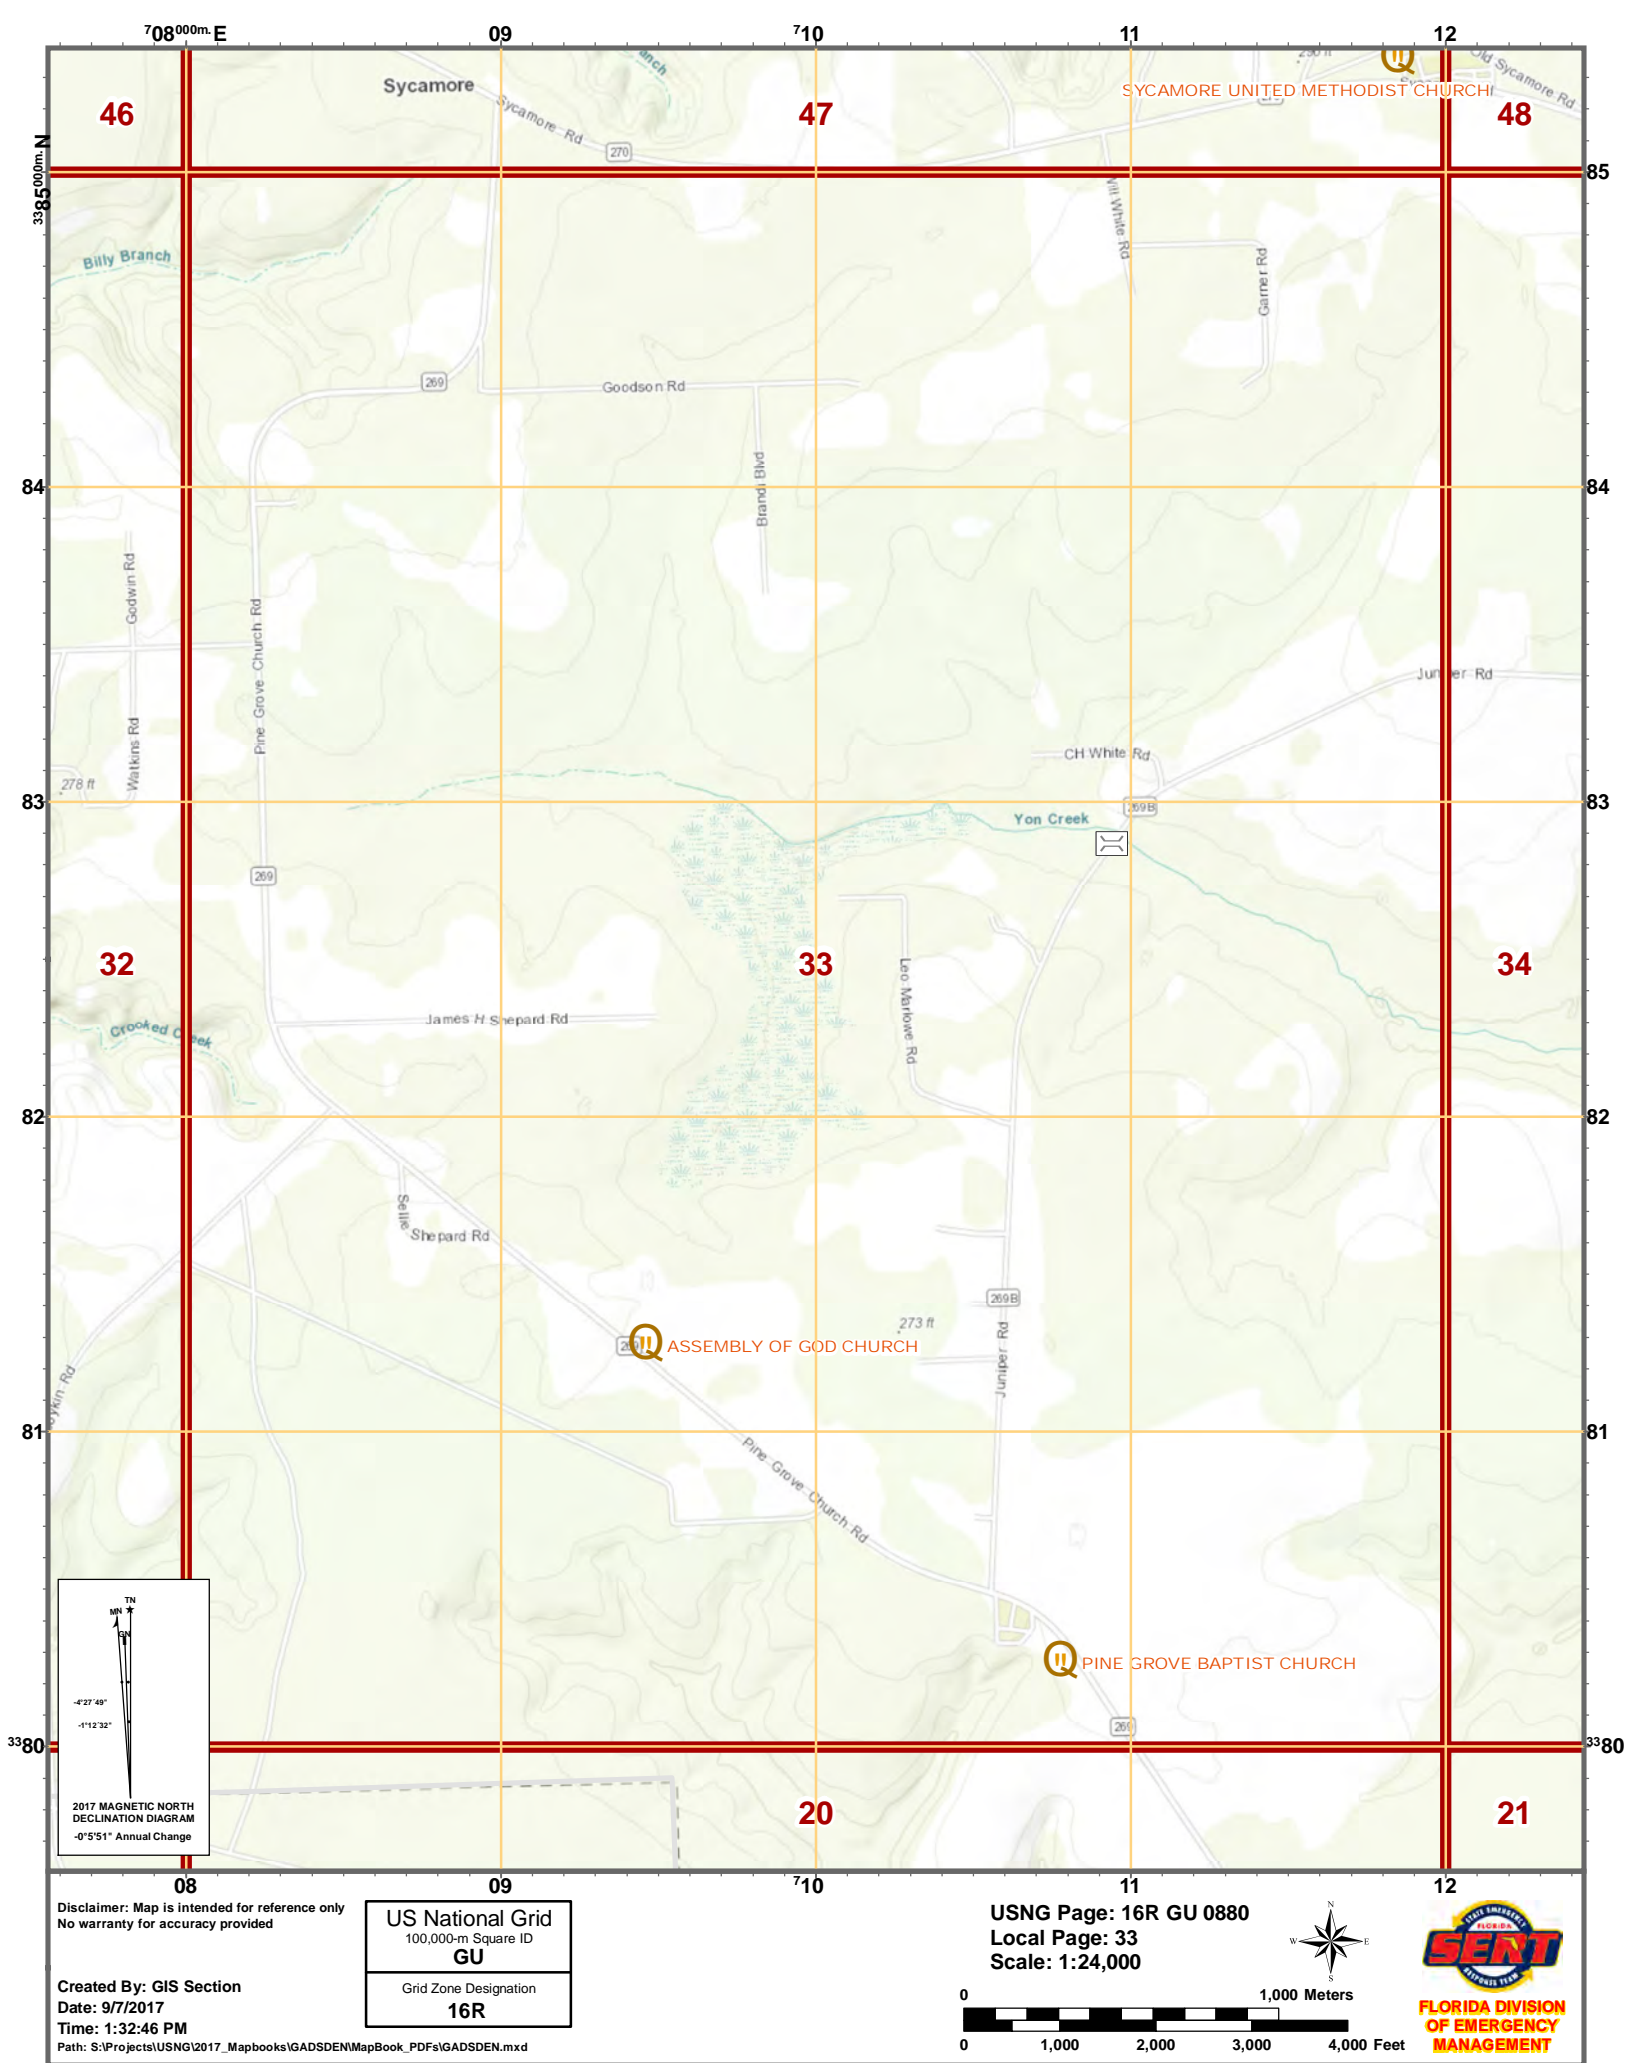 708000m. E 09 710 11 12
Sycamore
Sycamore Rd
270
Old Sycamore Rd
SYCAMORE UNITED METHODIST CHURCH
46 47 48
3385000m. N
85
Will White Rd
Billy Branch
Garner Rd
269
Goodson Rd
Brandi Blvd
84 84
Godwin Rd
Pine Grove Church Rd
Watkins Rd
278 ft
Juniper Rd
CH White Rd
83 83
269B
Yon Creek
269
32 33 34
Leo Marlowe Rd
James H Shepard Rd
Crooked Creek
82 82
Sellie Shepard Rd
269B
273 ft
269
ASSEMBLY OF GOD CHURCH
Juniper Rd
81 81
Pine Grove Church Rd
PINE GROVE BAPTIST CHURCH
269
3380 3380
20 21
TN
MN
GN
-4°27'49"
-1°12'32"
2017 MAGNETIC NORTH
DECLINATION DIAGRAM
-0°5'51" Annual Change
08 09 710 11 12
Disclaimer: Map is intended for reference only
No warranty for accuracy provided
Created By: GIS Section
Date: 9/7/2017
Time: 1:32:46 PM
Path: S:\Projects\USNG\2017_Mapbooks\GADSDEN\MapBook_PDFs\GADSDEN.mxd
US National Grid
100,000-m Square ID
GU
Grid Zone Designation
16R
USNG Page: 16R GU 0880
Local Page: 33
Scale: 1:24,000
N
W E
S
0 1,000 Meters
0 1,000 2,000 3,000 4,000 Feet
STATE EMERGENCY
FLORIDA
SERT
RESPONSE TEAM
FLORIDA DIVISION
OF EMERGENCY
MANAGEMENT